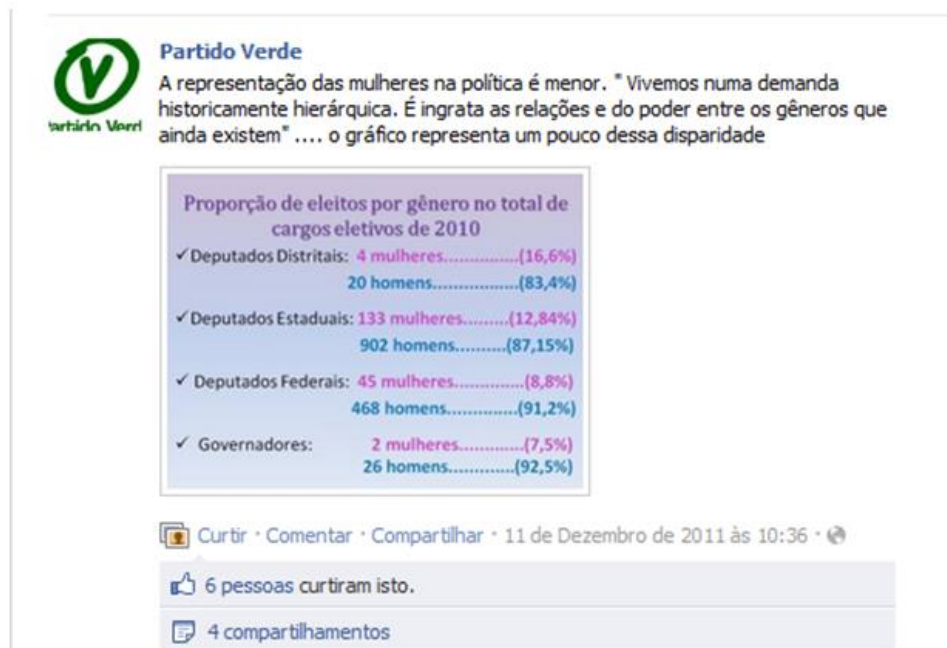 Partido Verde
A representação das mulheres na política é menor. " Vivemos numa demanda
historicamente hierárquica. É ingrata as relações e do poder entre os gêneros que
ainda existem" .... o gráfico representa um pouco dessa disparidade
Partido Verd
Proporção de eleitos por gênero no total de
cargos eletivos de 2010
✓Deputados Distritais: 4 mulheres...............(16,6%)
20 homens.................(83,4%)
✓Deputados Estaduais: 133 mulheres.........(12,84%)
902 homens..........(87,15%)
✓ Deputados Federais: 45 mulheres..............(8,8%)
468 homens..............(91,2%)
✓ Governadores: 2 mulheres.............(7,5%)
26 homens.............(92,5%)
Curtir · Comentar · Compartilhar · 11 de Dezembro de 2011 às 10:36 ·
6 pessoas curtiram isto.
4 compartilhamentos